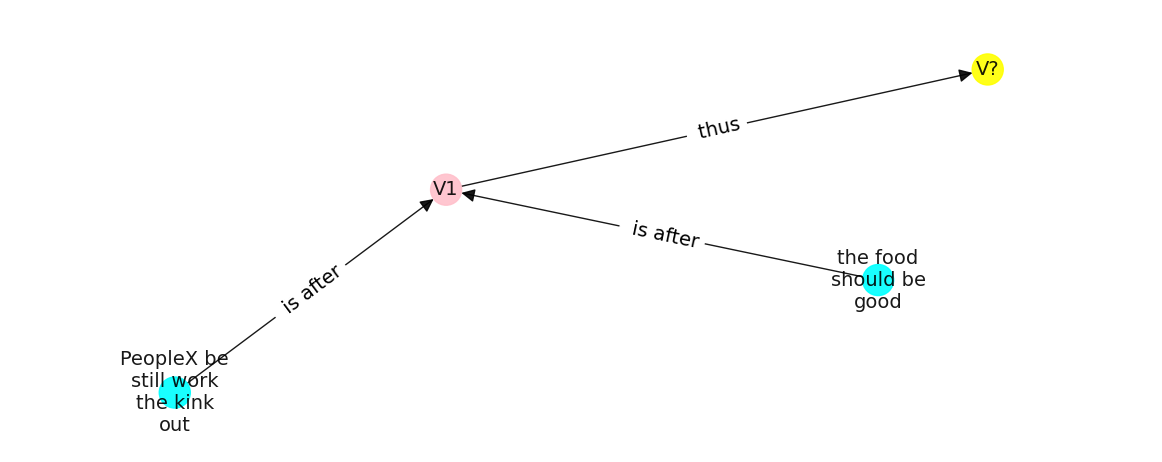 V?
thus
V1
is after
the food
should be
good
is after
PeopleX be
still work
the kink
out